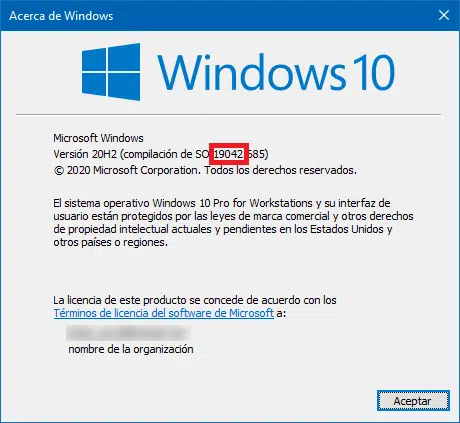 Acerca de Windows
Windows 10
Microsoft Windows
Versión 20H2 (compilación de SO 19042.685)
© 2020 Microsoft Corporation. Todos los derechos reservados.
El sistema operativo Windows 10 Pro for Workstations y su interfaz de
usuario están protegidos por las leyes de marca comercial y otros derechos
de propiedad intelectual actuales y pendientes en los Estados Unidos y
otros países o regiones.
La licencia de este producto se concede de acuerdo con los
Términos de licencia del software de Microsoft a:
nombre de la organización
Aceptar